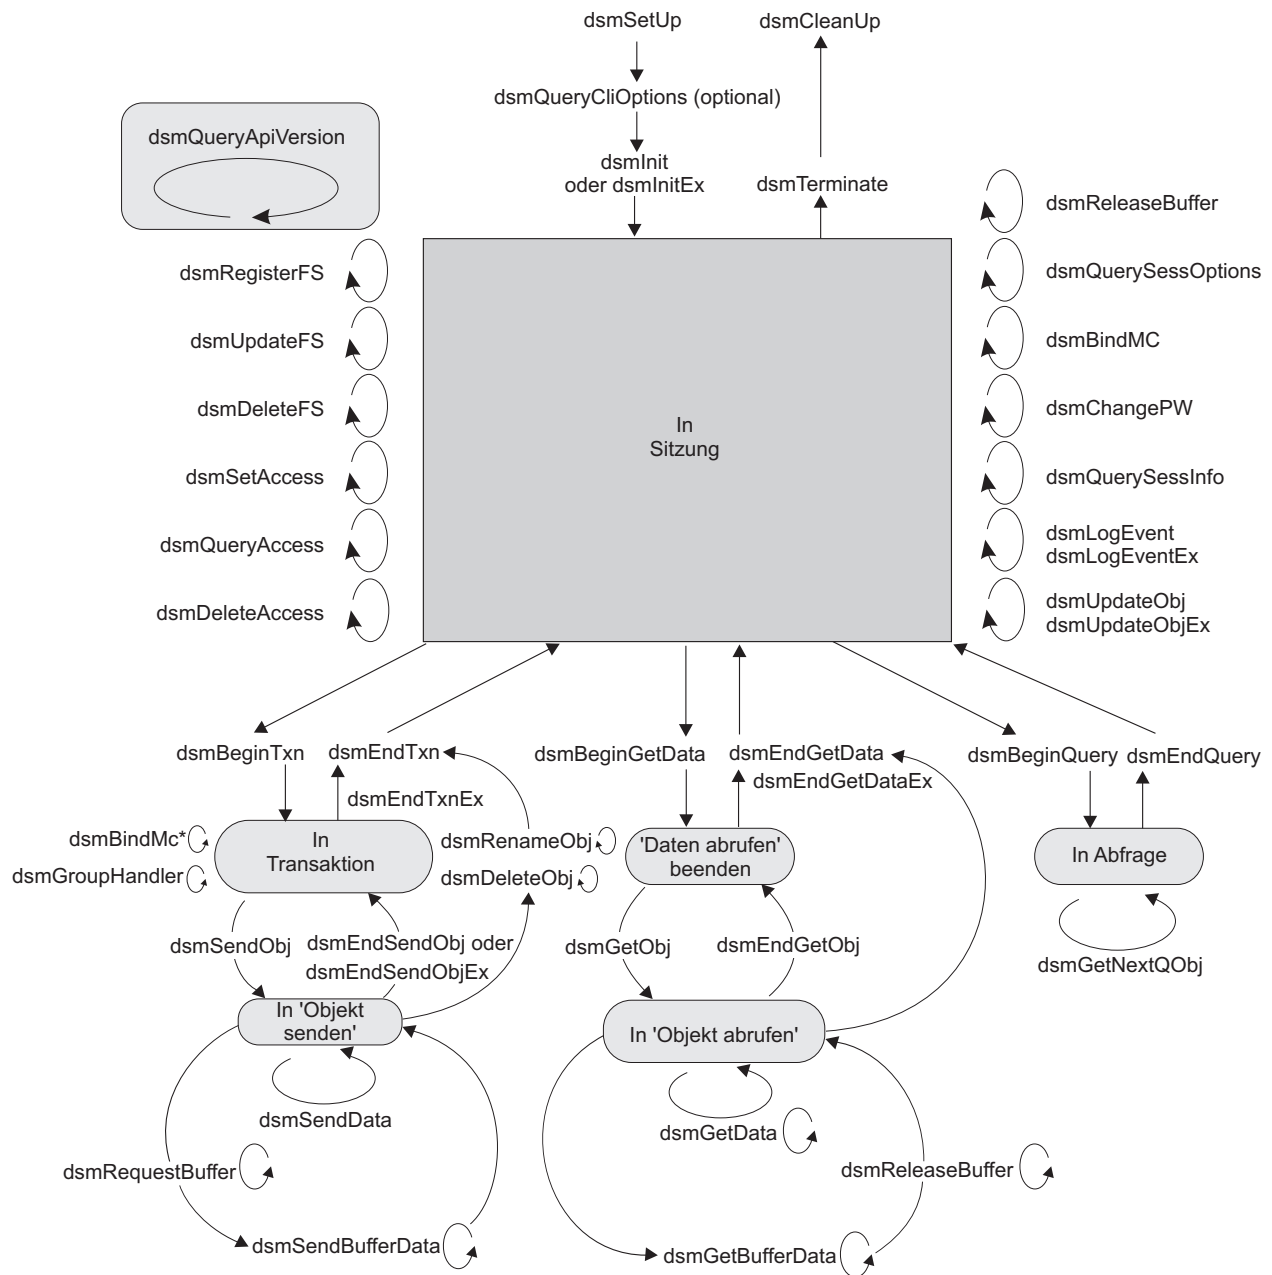 dsmSetUp
dsmCleanUp
dsmQueryCliOptions (optional)
dsmQueryApiVersion
dsmInit
oder dsmInitEx
dsmTerminate
dsmReleaseBuffer
dsmRegisterFS
dsmQuerySessOptions
dsmUpdateFS
dsmBindMC
dsmDeleteFS
dsmChangePW
In
Sitzung
dsmSetAccess
dsmQuerySessInfo
dsmQueryAccess
dsmLogEvent
dsmLogEventEx
dsmDeleteAccess
dsmUpdateObj
dsmUpdateObjEx
dsmBeginTxn
dsmEndTxn
dsmBeginGetData
dsmEndGetData
dsmBeginQuery
dsmEndQuery
dsmEndTxnEx
dsmEndGetDataEx
dsmBindMc*
In
Transaktion
dsmRenameObj
'Daten abrufen'
beenden
In Abfrage
dsmGroupHandler
dsmDeleteObj
dsmSendObj
dsmEndSendObj oder
dsmEndSendObjEx
dsmGetObj
dsmEndGetObj
dsmGetNextQObj
In 'Objekt
senden'
In 'Objekt abrufen'
dsmSendData
dsmGetData
dsmRequestBuffer
dsmReleaseBuffer
dsmSendBufferData
dsmGetBufferData